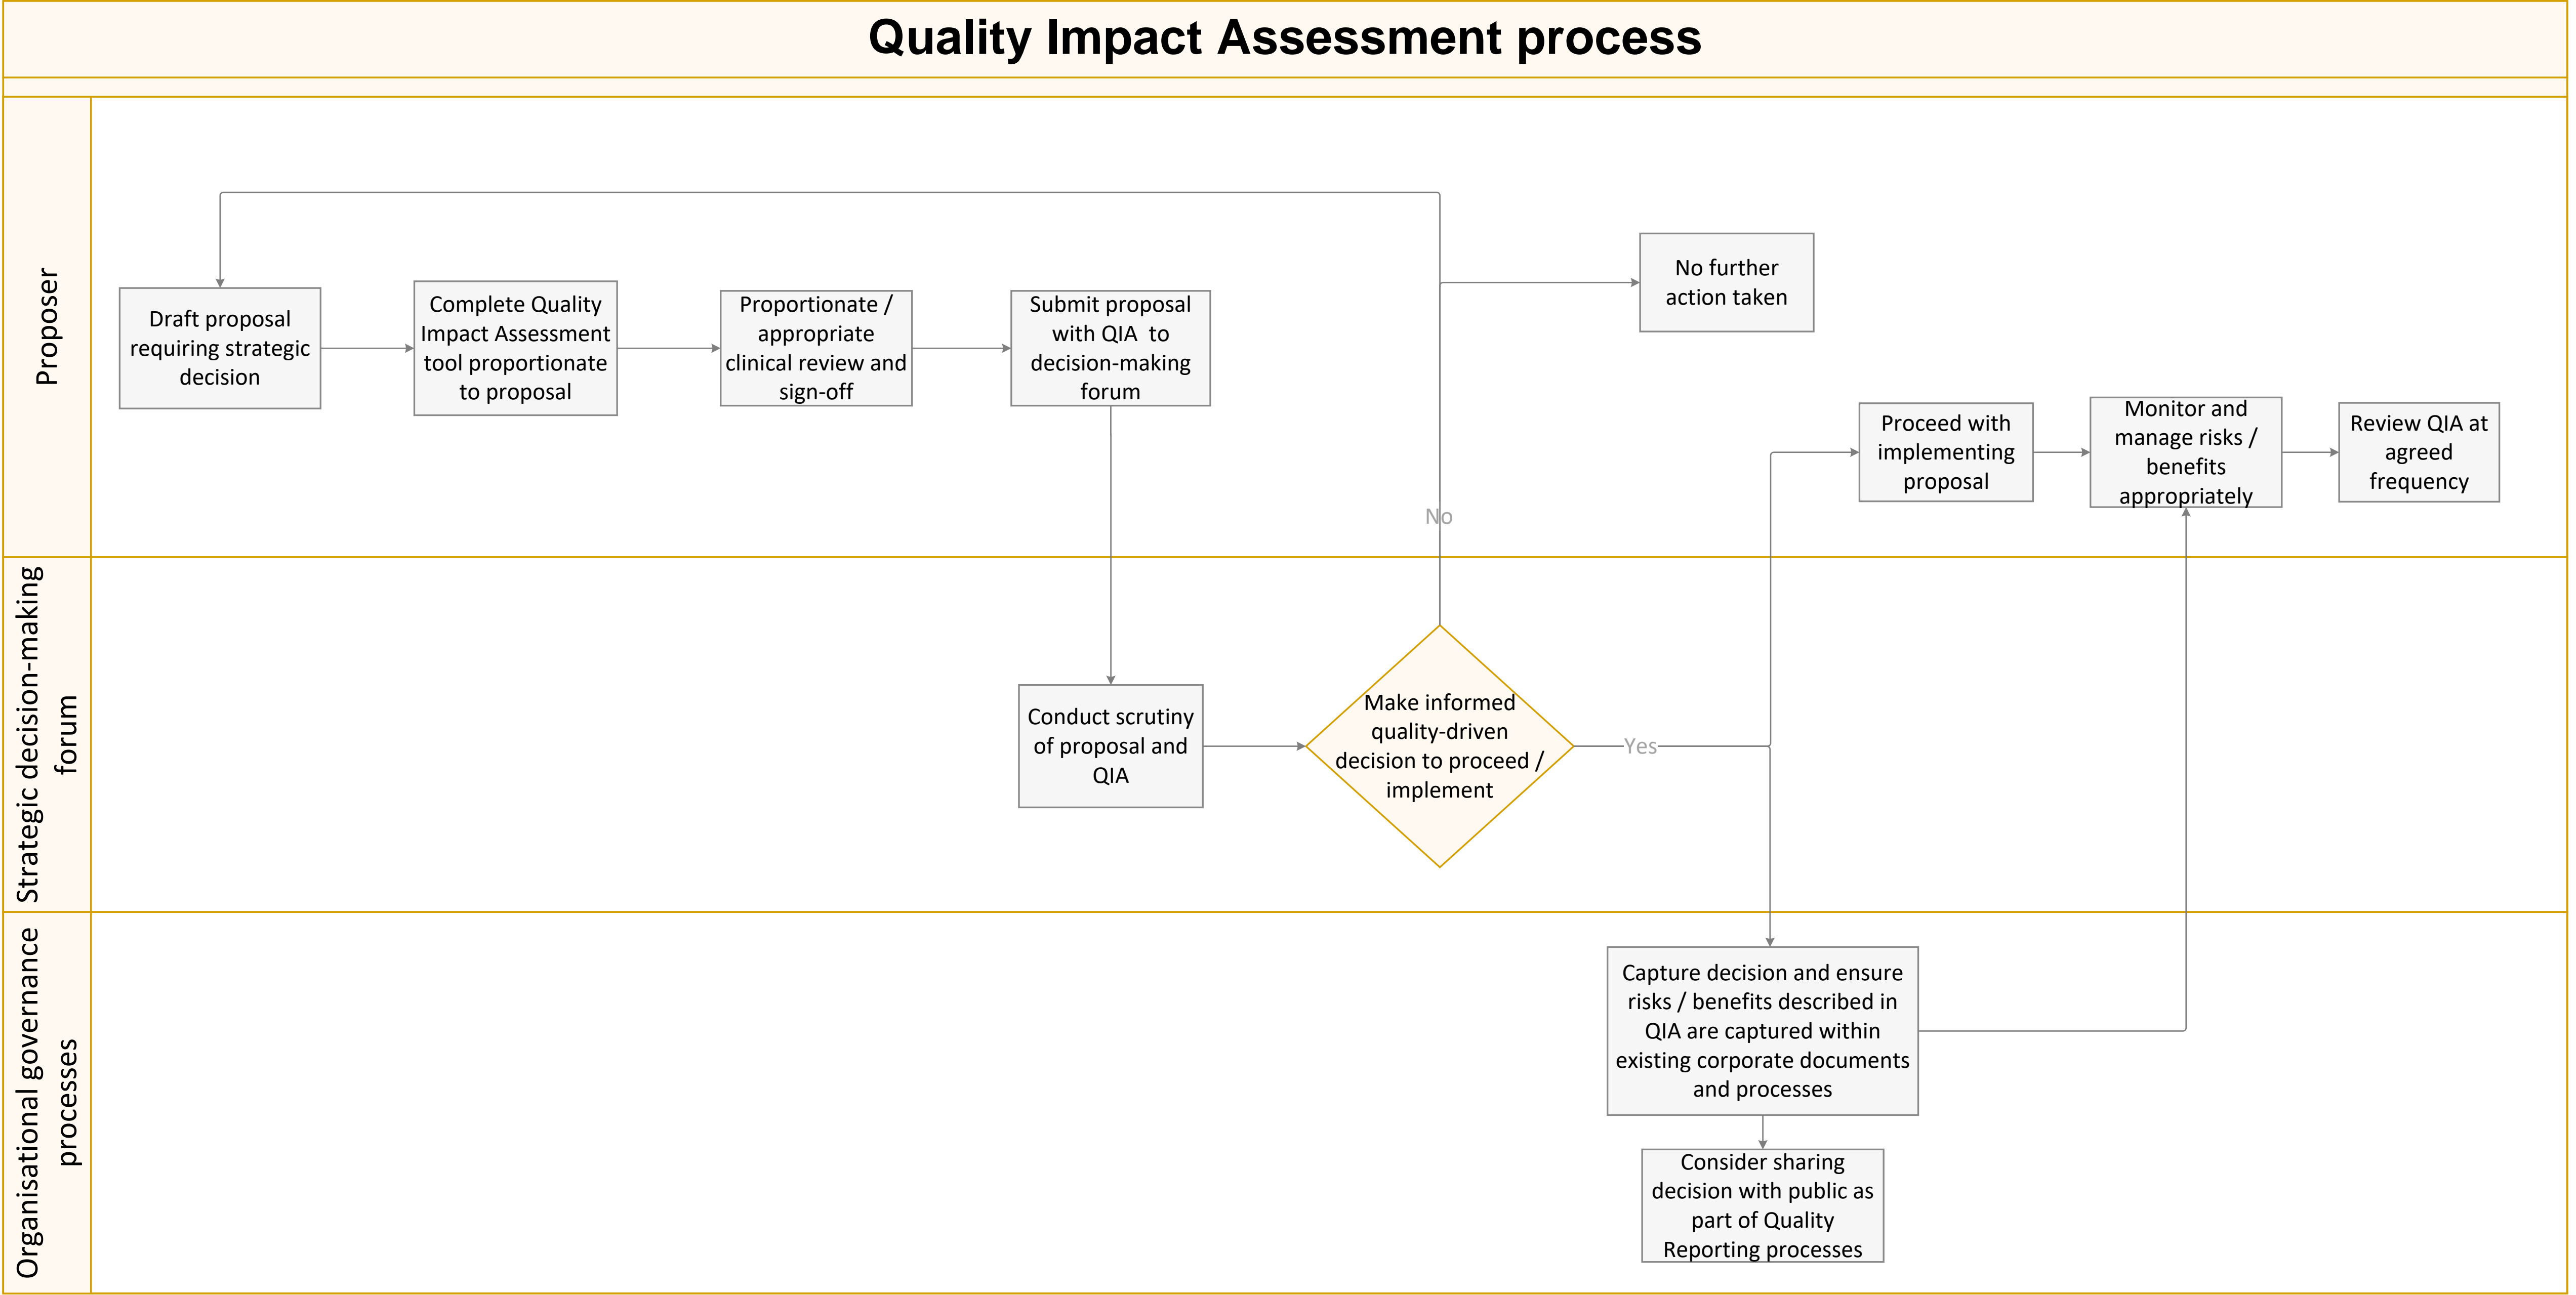 Quality Impact Assessment process
Proposer
Draft proposal
requiring strategic
decision
Complete Quality
Impact Assessment
tool proportionate
to proposal
Proportionate /
appropriate
clinical review and
sign-off
Submit proposal
with QIA  to
decision-making
forum
No further
action taken
Proceed with
implementing
proposal
Monitor and
manage risks /
benefits
appropriately
Review QIA at
agreed
frequency
No
Strategic decision-making
forum
Conduct scrutiny
of proposal and
QIA
Make informed
quality-driven
decision to proceed /
implement
Yes
Organisational governance
processes
Capture decision and ensure
risks / benefits described in
QIA are captured within
existing corporate documents
and processes
Consider sharing
decision with public as
part of Quality
Reporting processes